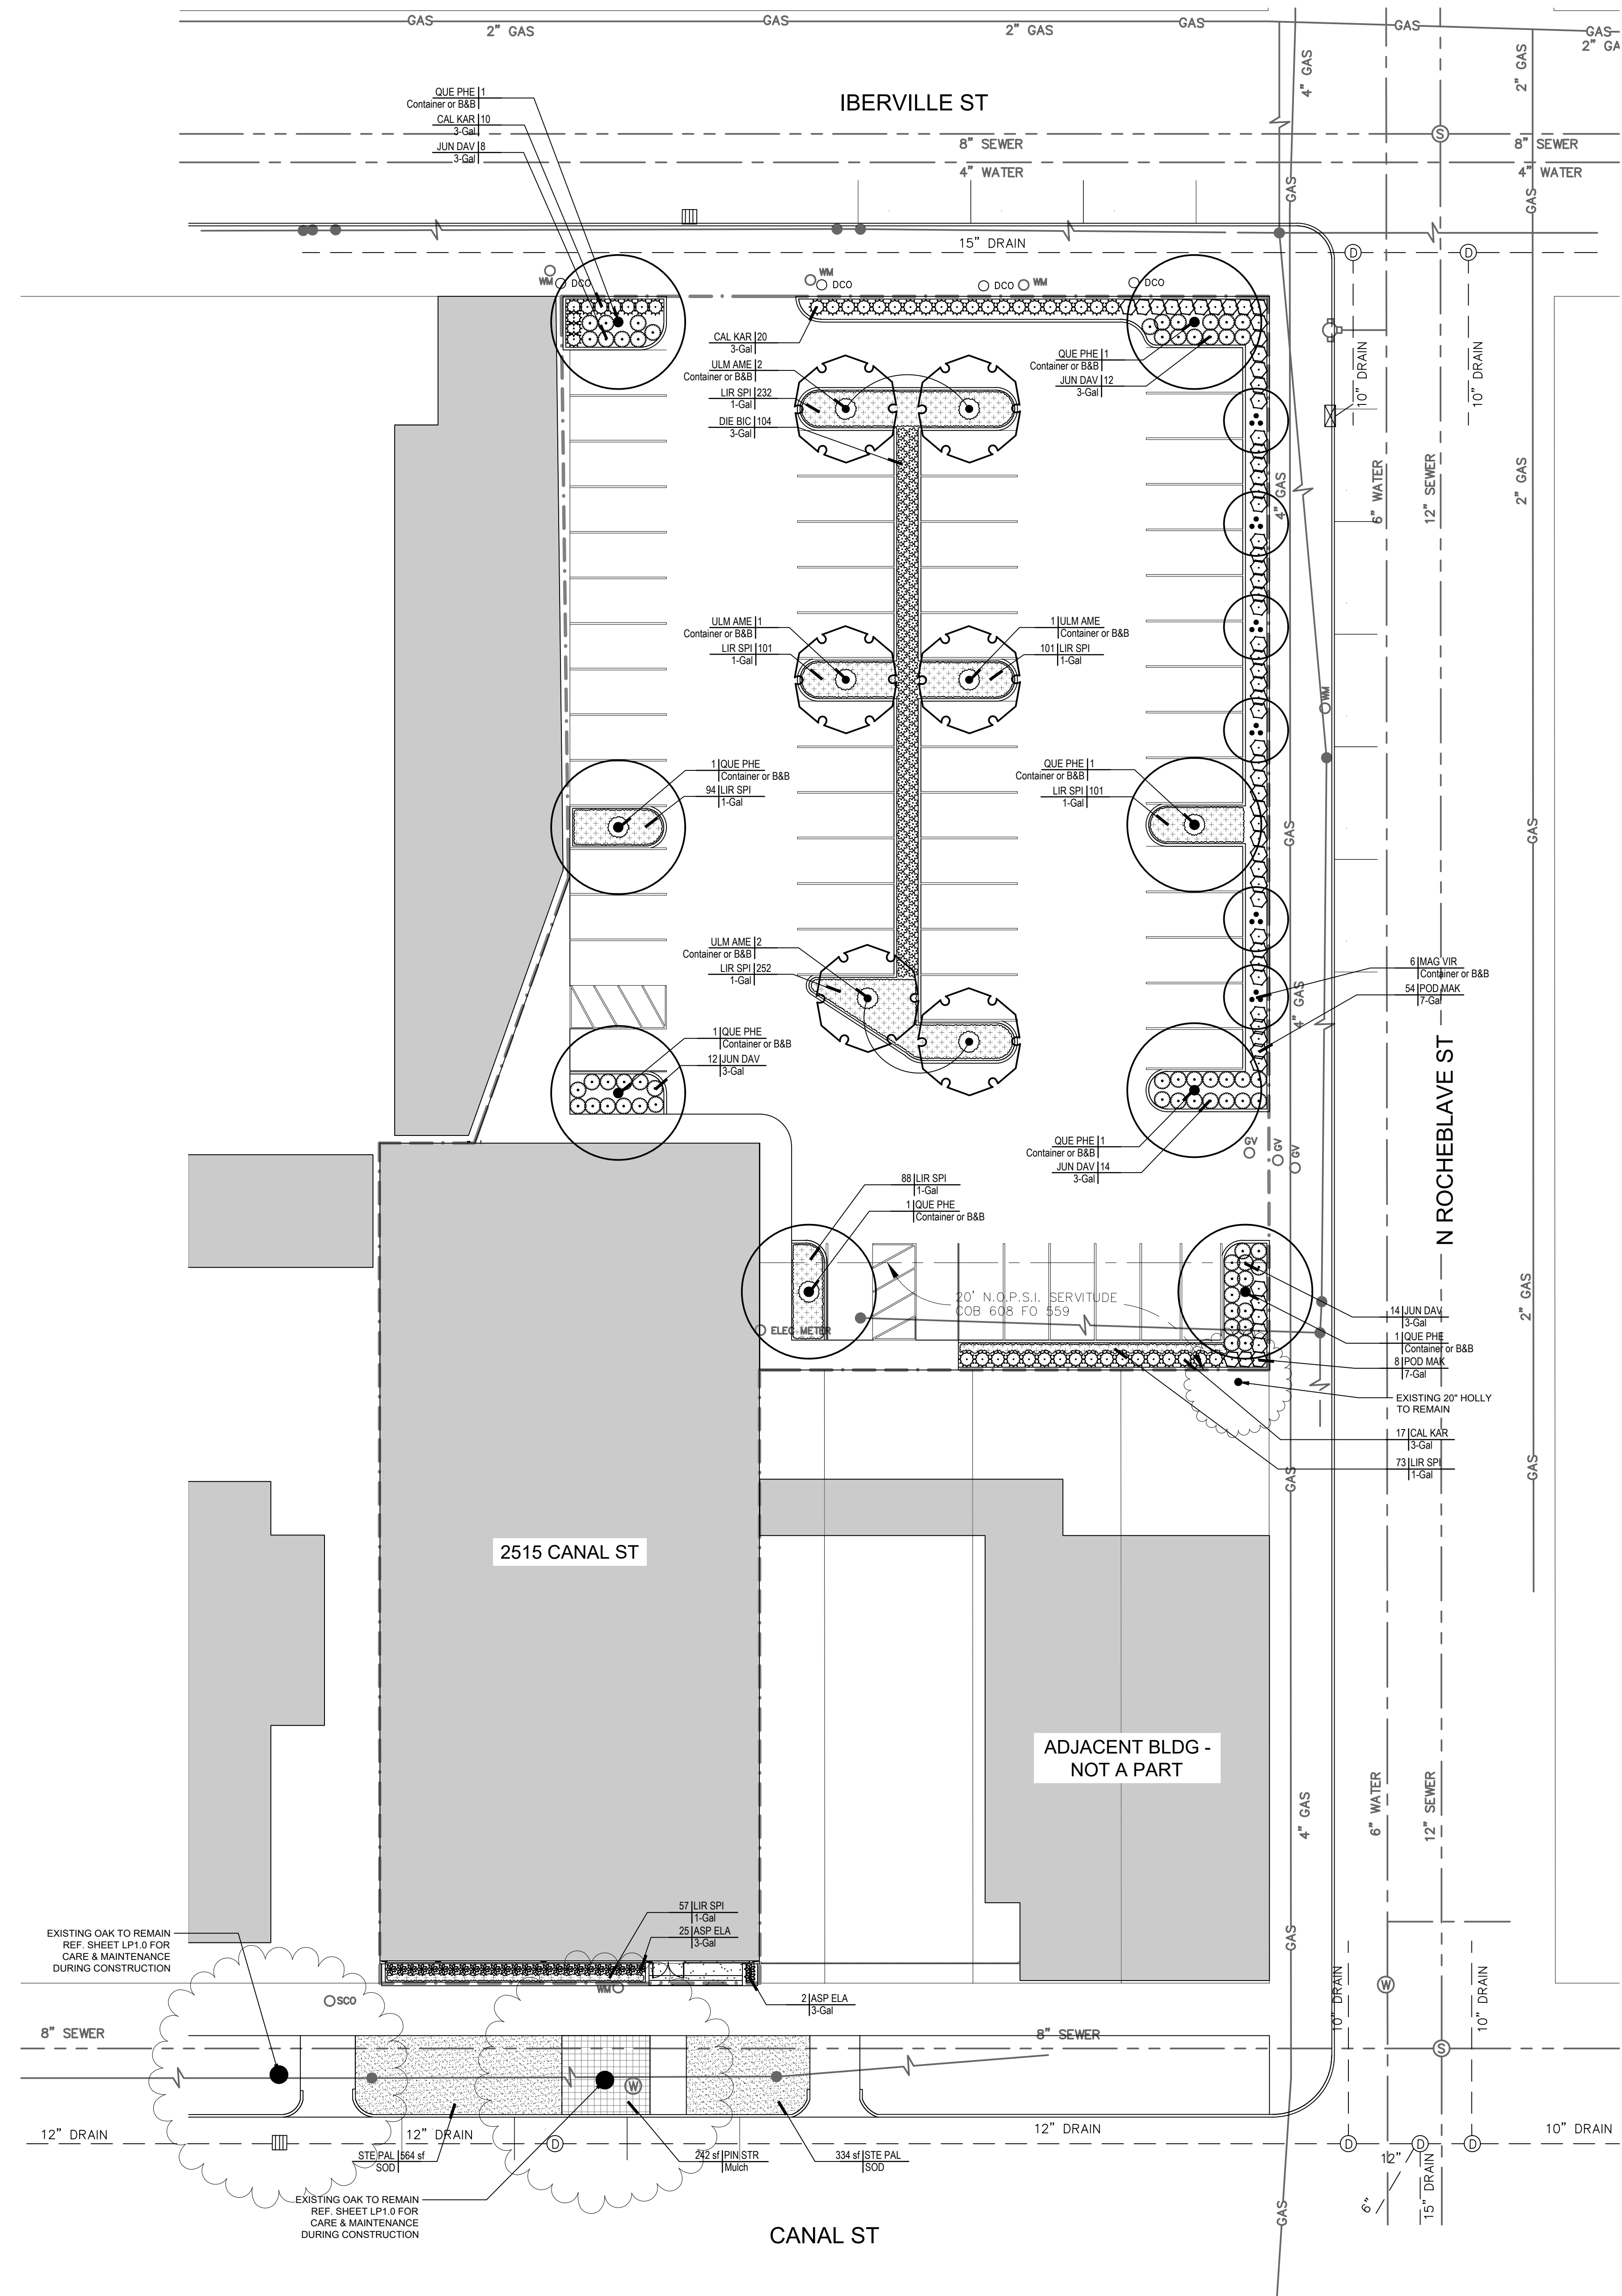 GAS
GAS
GAS
GAS
GAS
2" GAS
2" GAS
2" GA
4" GAS
2" GAS
QUE PHE 1
Container or B&B
CAL KAR 10
3-Gal
JUN DAV 8
3-Gal
IBERVILLE ST
S
8" SEWER
8" SEWER
4" WATER
4" WATER
GAS
GAS
15" DRAIN
D
D
WM
DCO
WM
DCO
DCO
WM
DCO
CAL KAR 20
3-Gal
ULM AME 2
Container or B&B
LIR SPI 232
1-Gal
DIE BIC 104
3-Gal
QUE PHE 1
Container or B&B
JUN DAV 12
3-Gal
10" DRAIN
10" DRAIN
4" GAS
6" WATER
12" SEWER
2" GAS
ULM AME 1
Container or B&B
LIR SPI 101
1-Gal
1 ULM AME
Container or B&B
101 LIR SPI
1-Gal
WM
1 QUE PHE
Container or B&B
94 LIR SPI
1-Gal
QUE PHE 1
Container or B&B
LIR SPI 101
1-Gal
GAS
GAS
ULM AME 2
Container or B&B
LIR SPI 252
1-Gal
6 MAG VIR
Container or B&B
54 POD MAK
7-Gal
4" GAS
1 QUE PHE
Container or B&B
12 JUN DAV
3-Gal
N ROCHEBLAVE ST
QUE PHE 1
Container or B&B
JUN DAV 14
3-Gal
GV
GV
GV
88 LIR SPI
1-Gal
1 QUE PHE
Container or B&B
20' N.O.P.S.I. SERVITUDE
COB 608 FO 559
ELEC METER
2" GAS
14 JUN DAV
3-Gal
1 QUE PHE
Container or B&B
8 POD MAK
7-Gal
EXISTING 20" HOLLY
TO REMAIN
17 CAL KAR
3-Gal
73 LIR SPI
1-Gal
GAS
GAS
2515 CANAL ST
ADJACENT BLDG -
NOT A PART
4" GAS
6" WATER
12" SEWER
57 LIR SPI
1-Gal
25 ASP ELA
3-Gal
EXISTING OAK TO REMAIN
REF. SHEET LP1.0 FOR
CARE & MAINTENANCE
DURING CONSTRUCTION
GAS
SCO
WM
2 ASP ELA
3-Gal
10" DRAIN
W
10" DRAIN
8" SEWER
8" SEWER
S
W
12" DRAIN
12" DRAIN
D
12" DRAIN
D
D
D
10" DRAIN
STE PAL 564 sf
SOD
242 sf PIN STR
Mulch
334 sf STE PAL
SOD
12"
6"
15" DRAIN
GAS
EXISTING OAK TO REMAIN
REF. SHEET LP1.0 FOR
CARE & MAINTENANCE
DURING CONSTRUCTION
CANAL ST